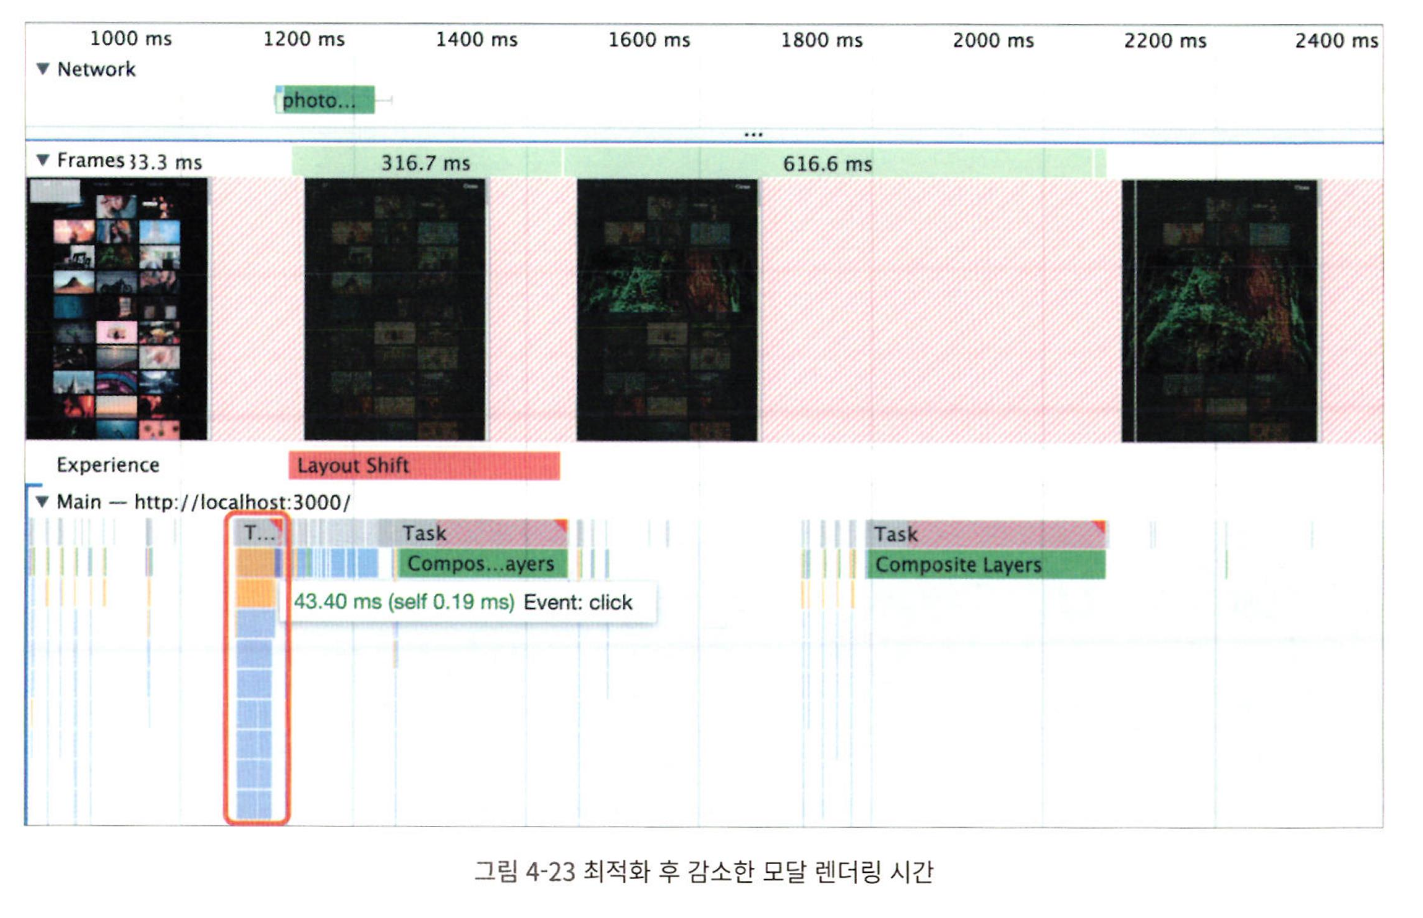 1000 ms 1200 ms 1400 ms 1600 ms 1800 ms 2000 ms 2200 ms 2400 ms
▼ Network
photo...
...
▼ Frames 33.3 ms 316.7 ms 616.6 ms
Close Close Close
Experience Layout Shift
▼ Main — http://localhost:3000/
T... Task Task
Compos...ayers Composite Layers
43.40 ms (self 0.19 ms) Event: click
그림 4-23 최적화 후 감소한 모달 렌더링 시간